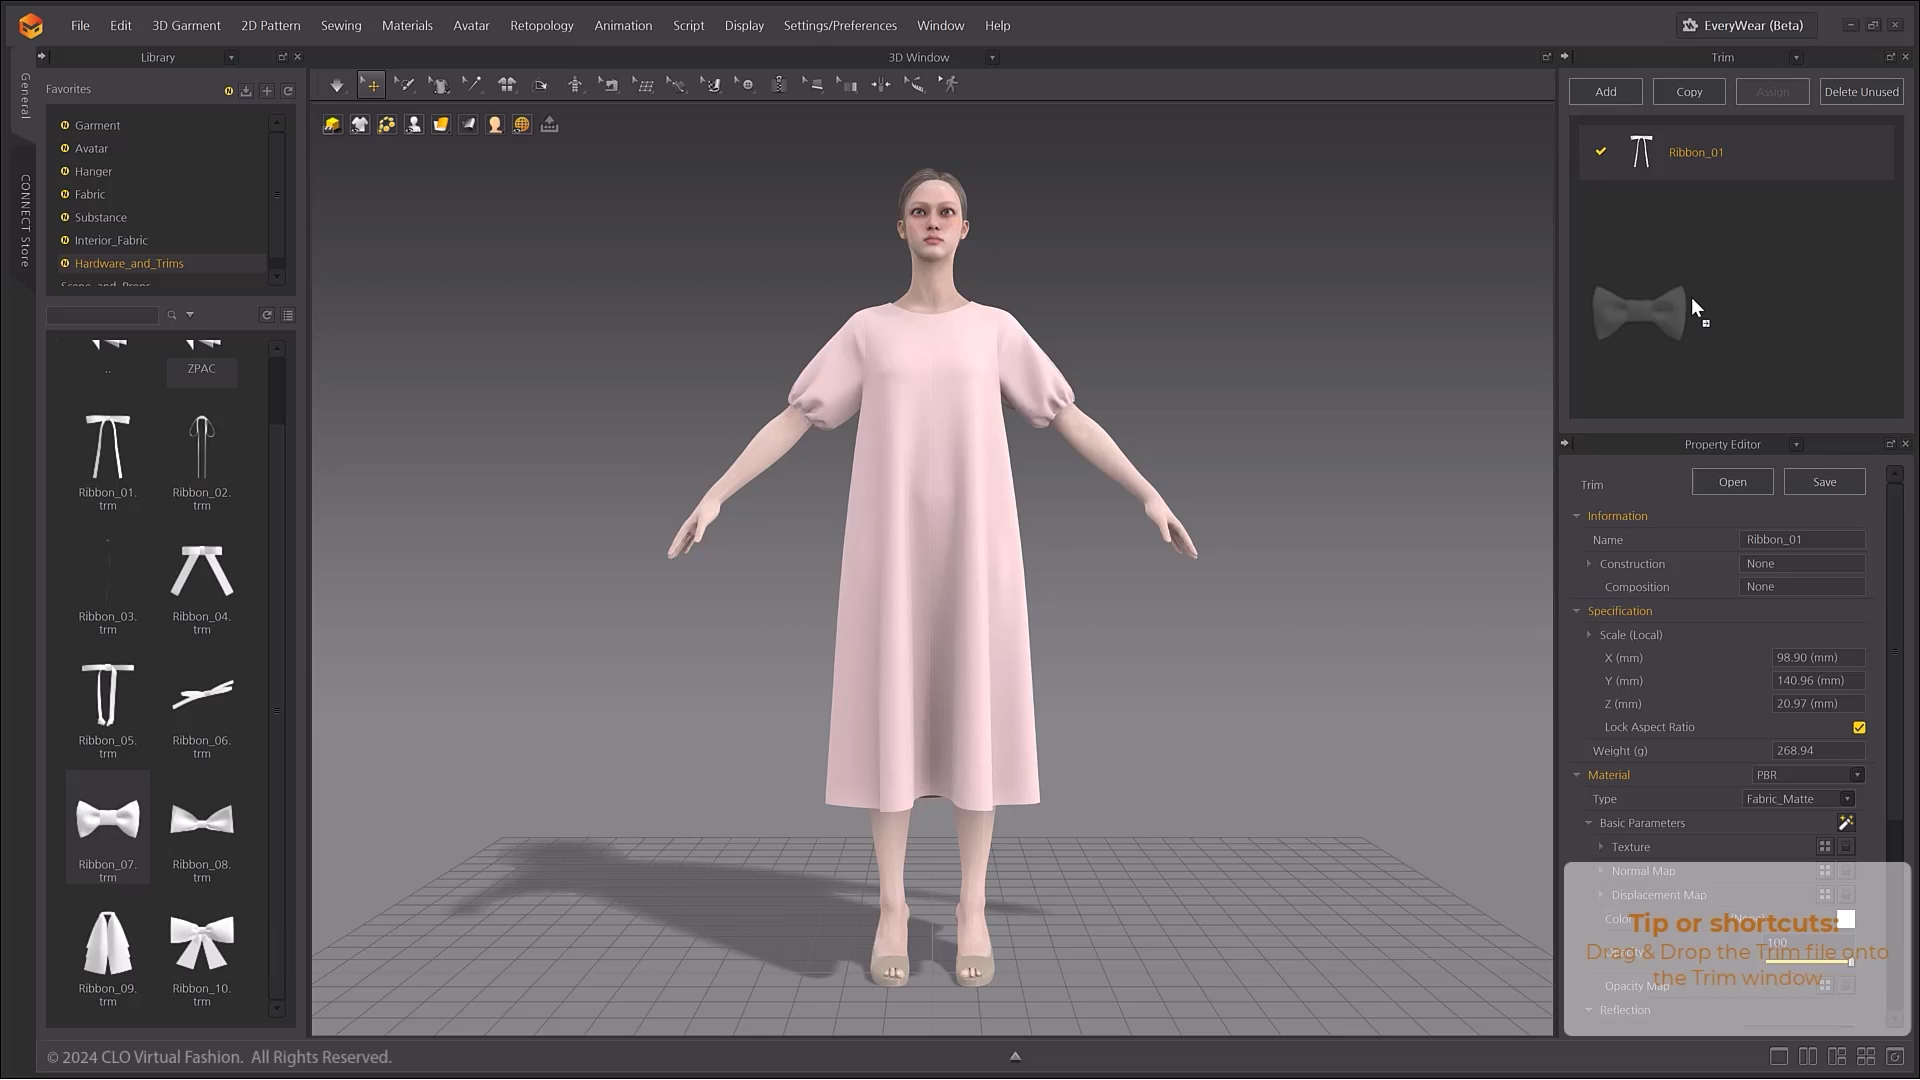 File Edit 3D Garment 2D Pattern Sewing Materials Avatar Retopology Animation Script Display Settings/Preferences Window Help
EveryWear (Beta)
Library
3D Window
Trim
General
CONNECT Store
Favorites
Garment
Avatar
Hanger
Fabric
Substance
Interior_Fabric
Hardware_and_Trims
Scene_and_Props
..
ZPAC
Ribbon_01.
trm
Ribbon_02.
trm
Ribbon_03.
trm
Ribbon_04.
trm
Ribbon_05.
trm
Ribbon_06.
trm
Ribbon_07.
trm
Ribbon_08.
trm
Ribbon_09.
trm
Ribbon_10.
trm
Add Copy Assign Delete Unused
Ribbon_01
Property Editor
Trim Open Save
Information
Name Ribbon_01
Construction None
Composition None
Specification
Scale (Local)
X (mm) 98.90 (mm)
Y (mm) 140.96 (mm)
Z (mm) 20.97 (mm)
Lock Aspect Ratio
Weight (g) 268.94
Material PBR
Type Fabric_Matte
Basic Parameters
Texture
Normal Map
Displacement Map
Color
Tip or shortcuts:
100
Opacity
Drag & Drop the Trim file onto
the Trim window
Opacity Map
Reflection
© 2024 CLO Virtual Fashion. All Rights Reserved.